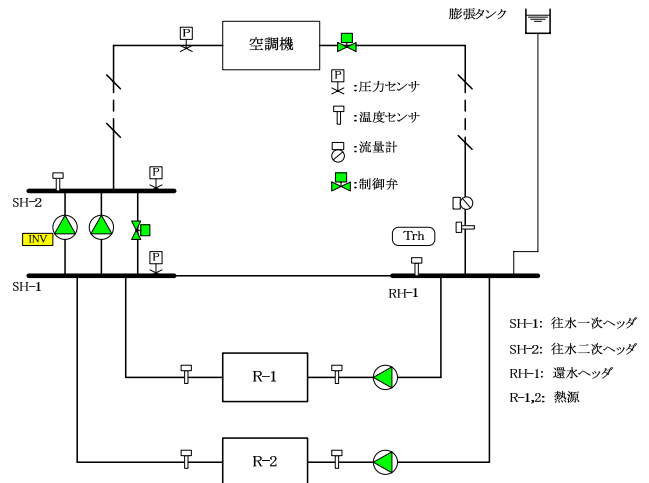 膨張タンク
P
空調機
P
:圧力センサ
:温度センサ
:流量計
:制御弁
P
SH-2
INV
Trh
P
SH-1
RH-1
SH-1: 往水一次ヘッダ
SH-2: 往水二次ヘッダ
RH-1: 還水ヘッダ
R-1,2: 熱源
R-1
R-2